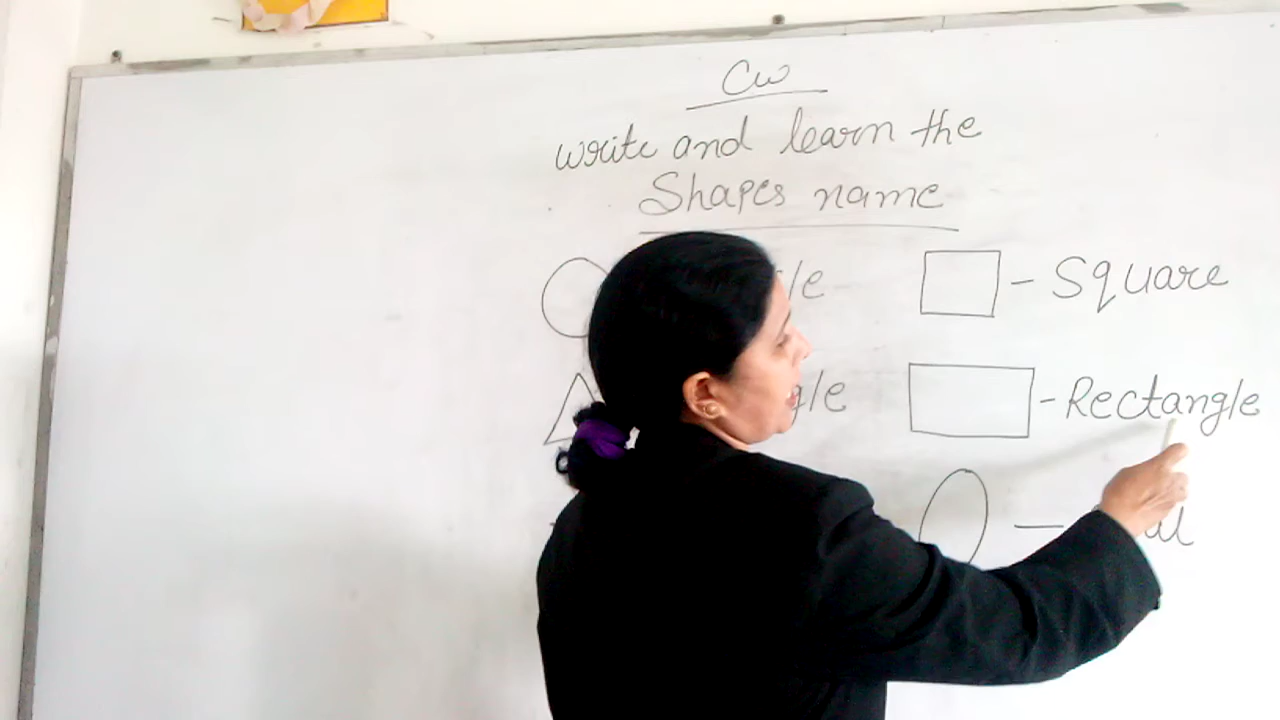 Cw
write and learn the
Shapes name
- Square
- Rectangle